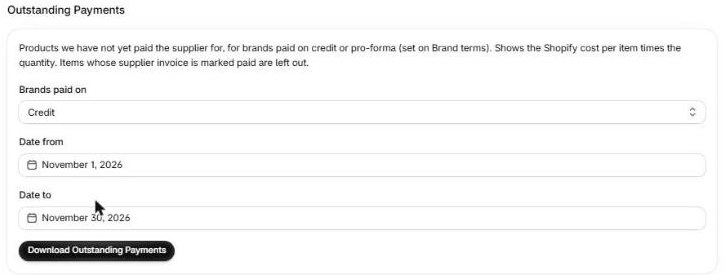 Outstanding Payments
Products we have not yet paid the supplier for, for brands paid on credit or pro-forma (set on Brand terms). Shows the Shopify cost per item times the
quantity. Items whose supplier invoice is marked paid are left out.
Brands paid on
Credit
Date from
November 1, 2026
Date to
November 30, 2026
Download Outstanding Payments